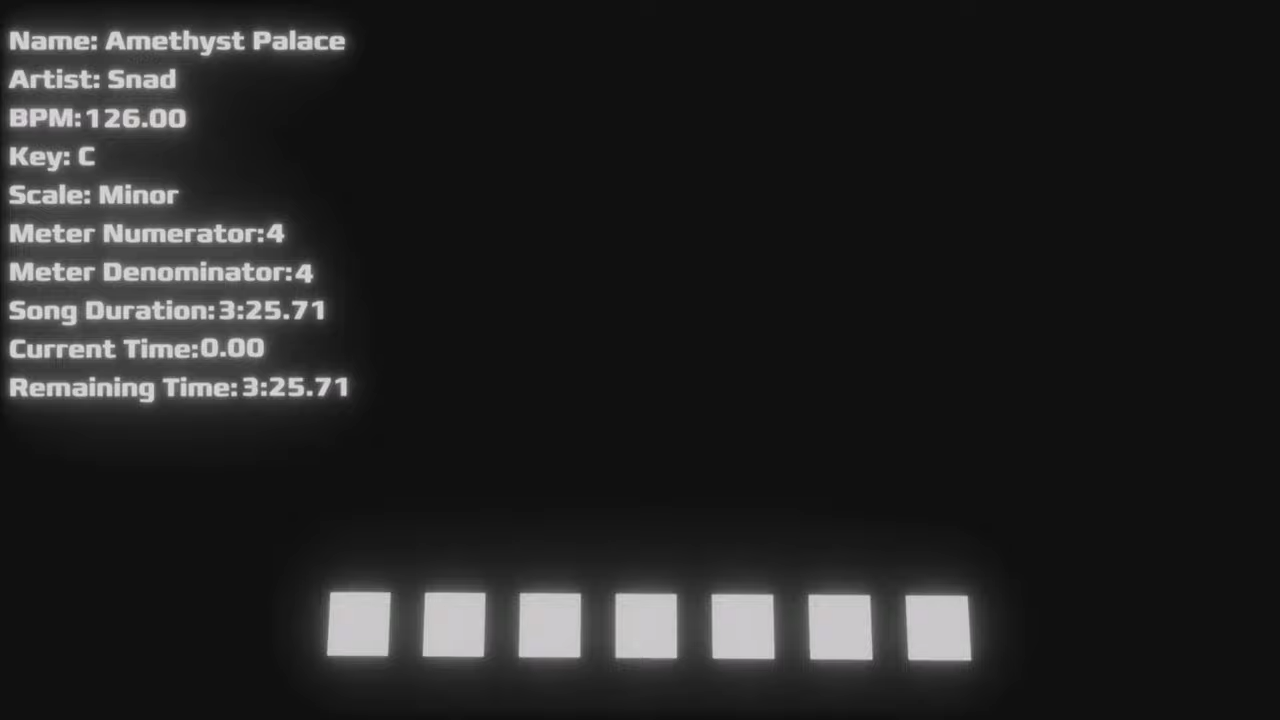 Name: Amethyst Palace
Artist: Snad
BPM:126.00
Key: C
Scale: Minor
Meter Numerator:4
Meter Denominator:4
Song Duration:3:25.71
Current Time:0.00
Remaining Time:3:25.71